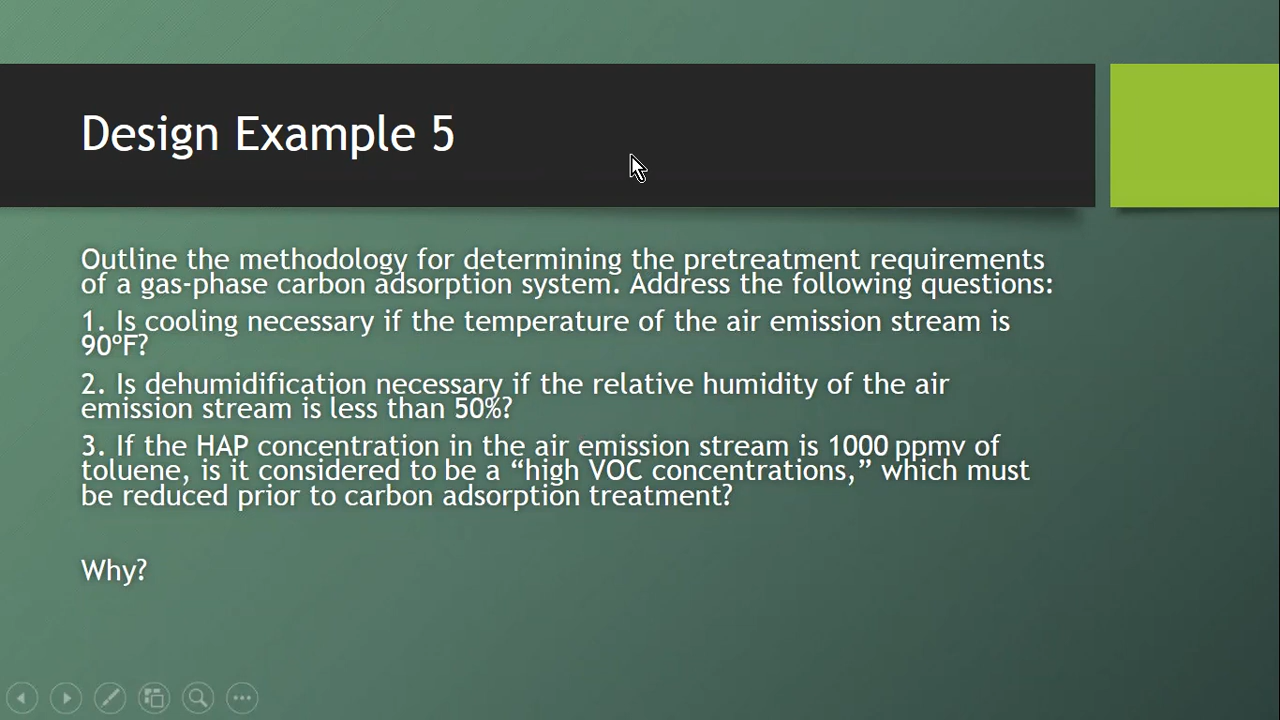 Design Example 5
Outline the methodology for determining the pretreatment requirements
of a gas-phase carbon adsorption system. Address the following questions:
1. Is cooling necessary if the temperature of the air emission stream is
90ºF?
2. Is dehumidification necessary if the relative humidity of the air
emission stream is less than 50%?
3. If the HAP concentration in the air emission stream is 1000 ppmv of
toluene, is it considered to be a “high VOC concentrations,” which must
be reduced prior to carbon adsorption treatment?
Why?